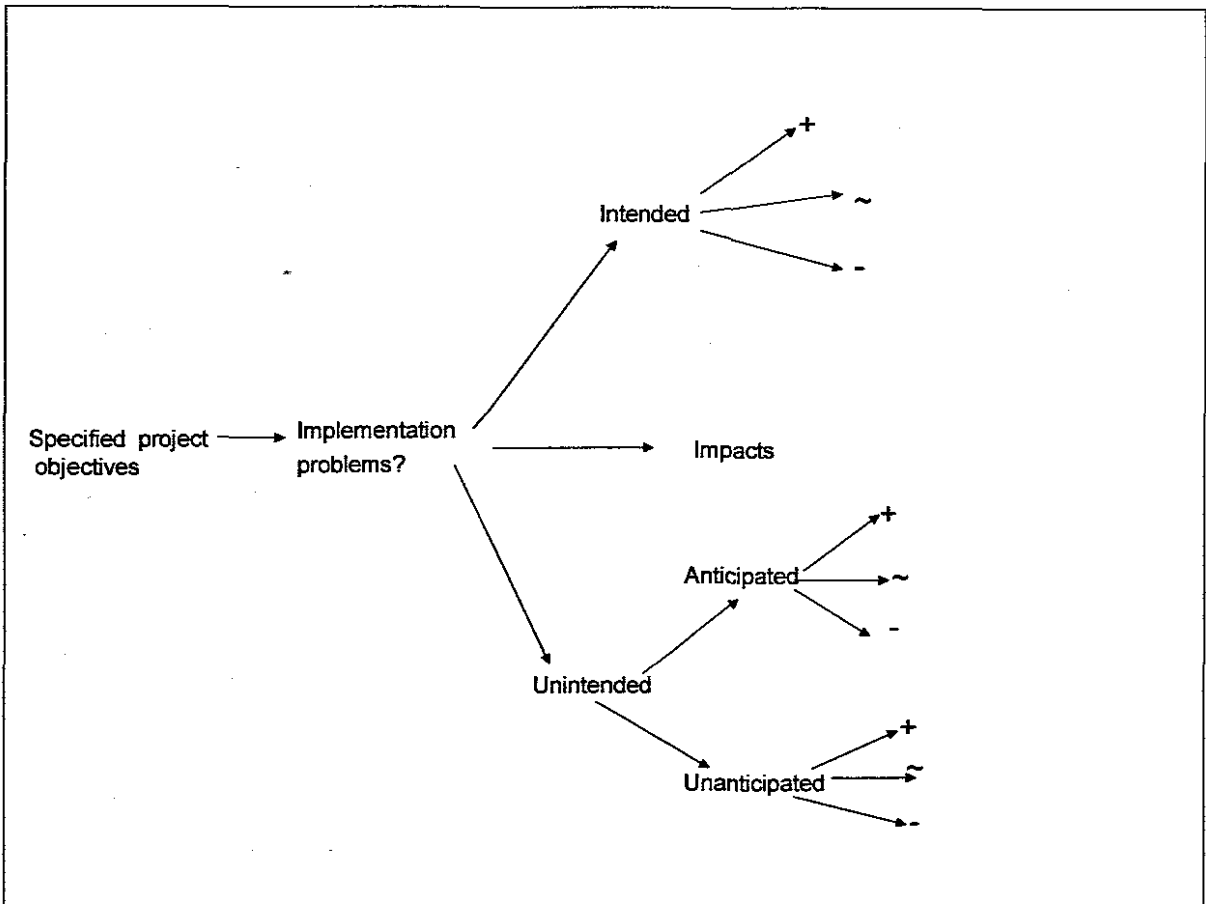 +
Intended
~
-
Specified project
objectives
Implementation
problems?
Impacts
+
Anticipated
~
-
Unintended
+
Unanticipated
~
-